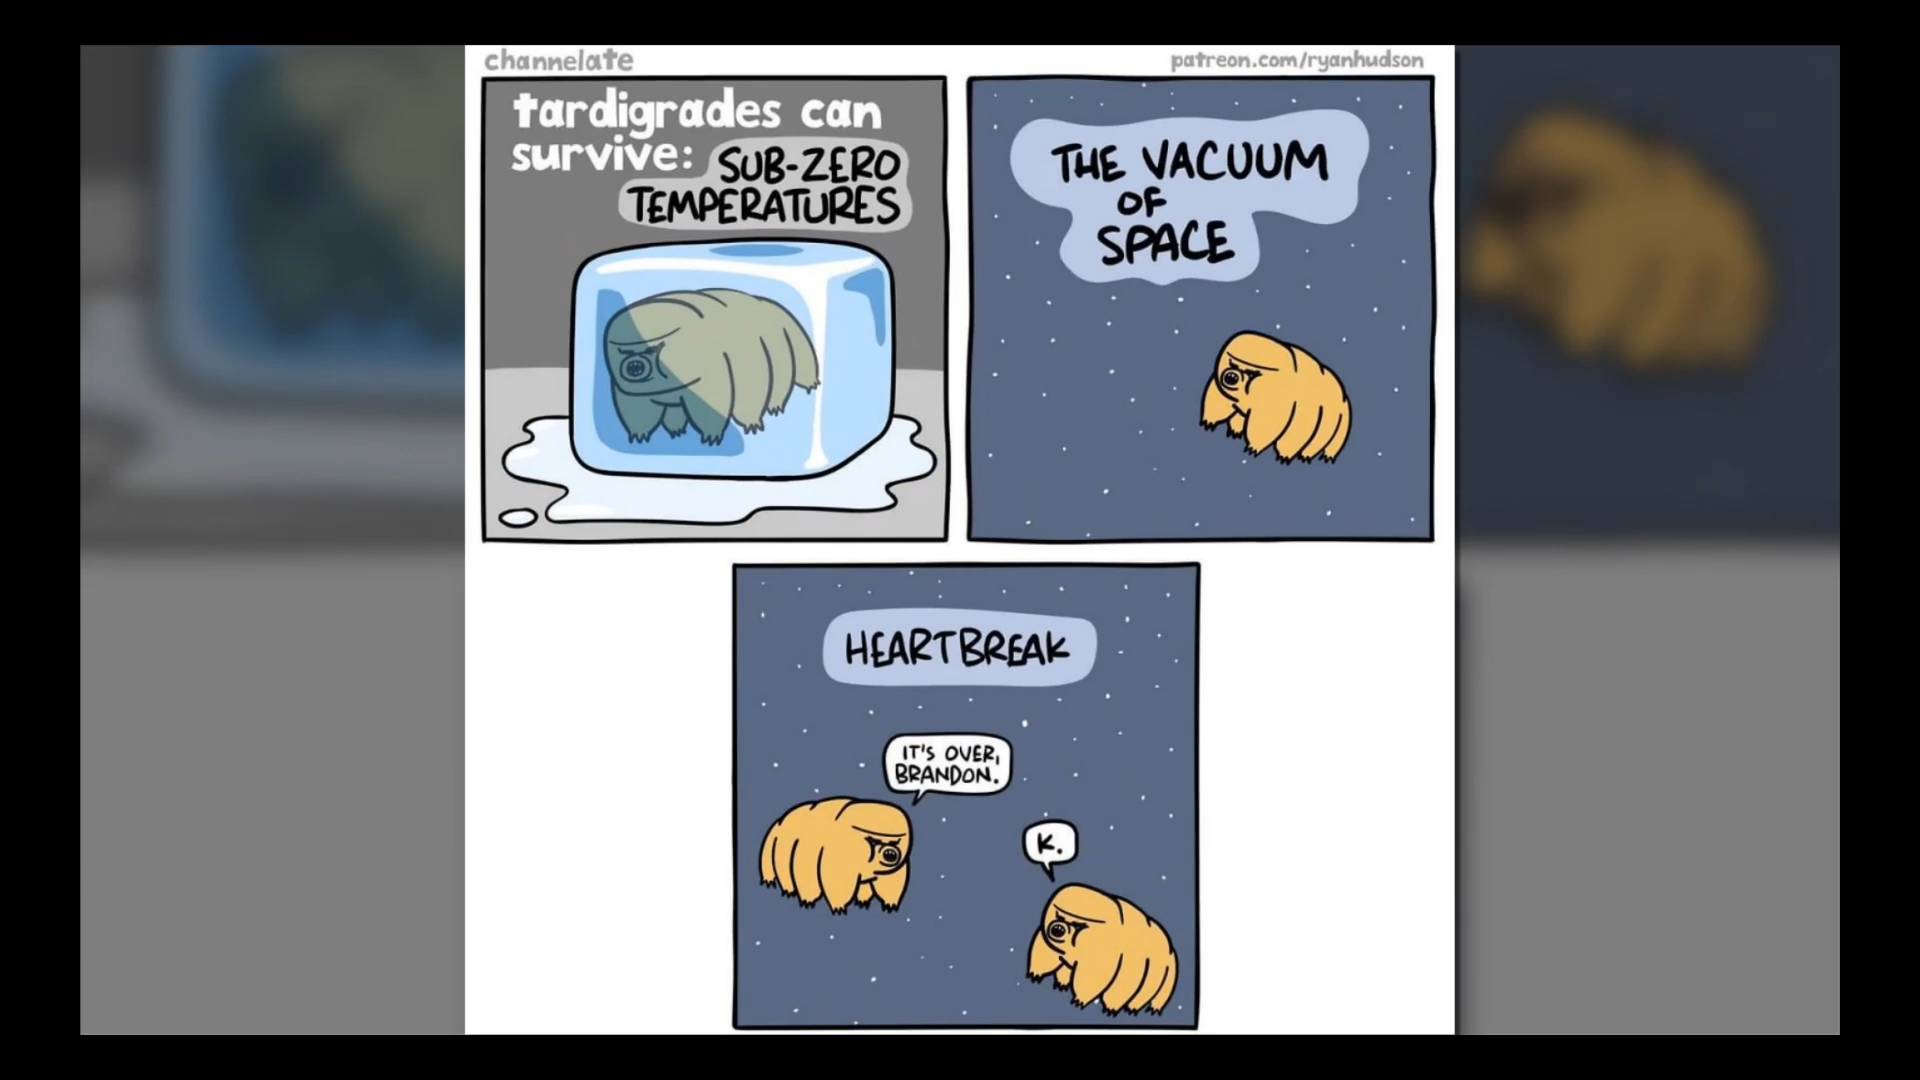 channelate
patreon.com/ryanhudson
tardigrades can
survive: SUB-ZERO
TEMPERATURES
THE VACUUM
OF
SPACE
HEARTBREAK
IT'S OVER,
BRANDON.
K.